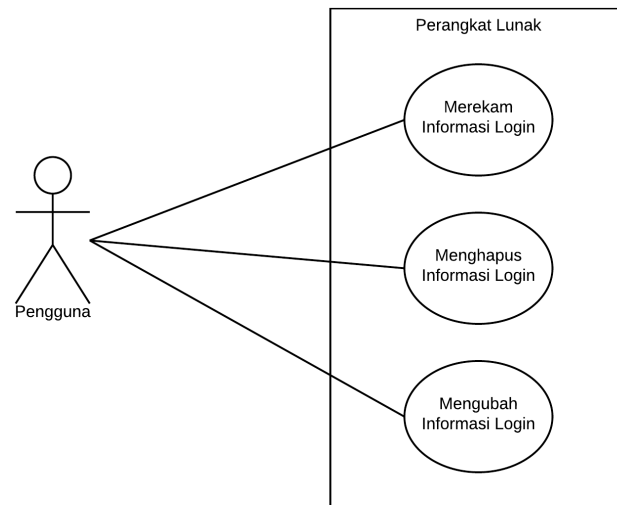 Perangkat Lunak
Merekam
Informasi Login
Menghapus
Informasi Login
Pengguna
Mengubah
Informasi Login